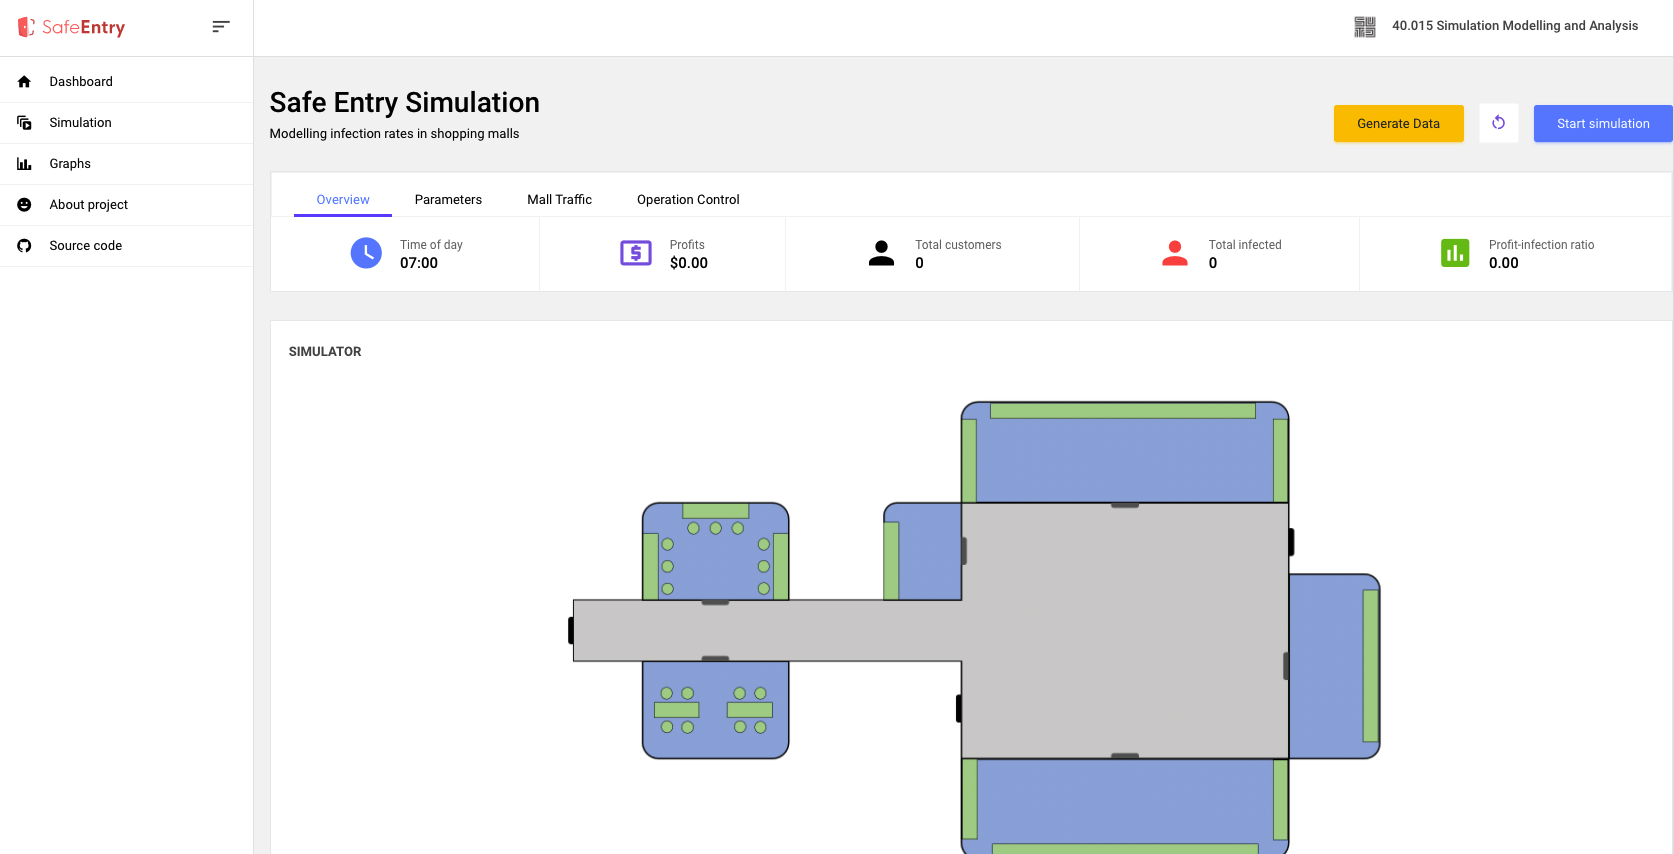 SafeEntry
40.015 Simulation Modelling and Analysis
Dashboard
Simulation
Graphs
About project
Source code
Safe Entry Simulation
Modelling infection rates in shopping malls
Generate Data
Start simulation
Overview
Parameters
Mall Traffic
Operation Control
Time of day
07:00
Profits
$0.00
Total customers
0
Total infected
0
Profit-infection ratio
0.00
SIMULATOR